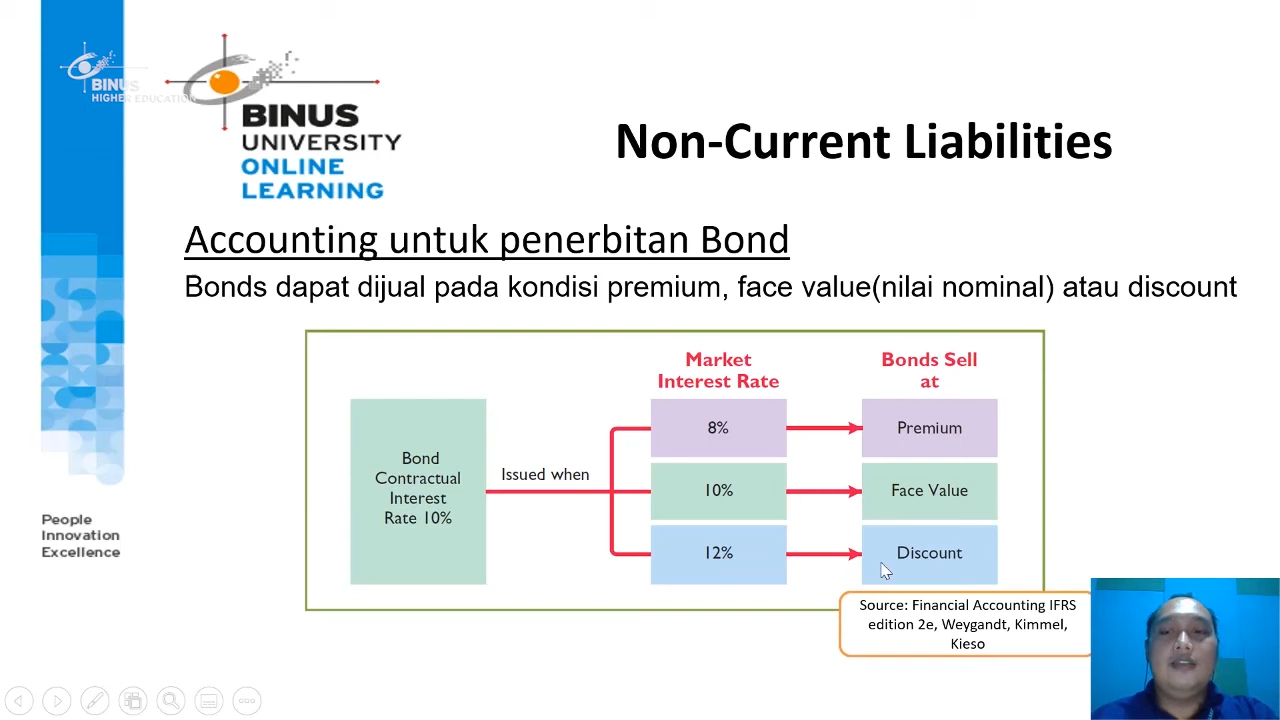 BINUS
HIGHER EDUCATION
BINUS
UNIVERSITY
ONLINE
LEARNING
Non-Current Liabilities
Accounting untuk penerbitan Bond
Bonds dapat dijual pada kondisi premium, face value(nilai nominal) atau discount
Market
Interest Rate
Bonds Sell
at
Bond
Contractual
Interest
Rate 10%
Issued when
8%
Premium
10%
Face Value
12%
Discount
People
Innovation
Excellence
Source: Financial Accounting IFRS
edition 2e, Weygandt, Kimmel,
Kieso